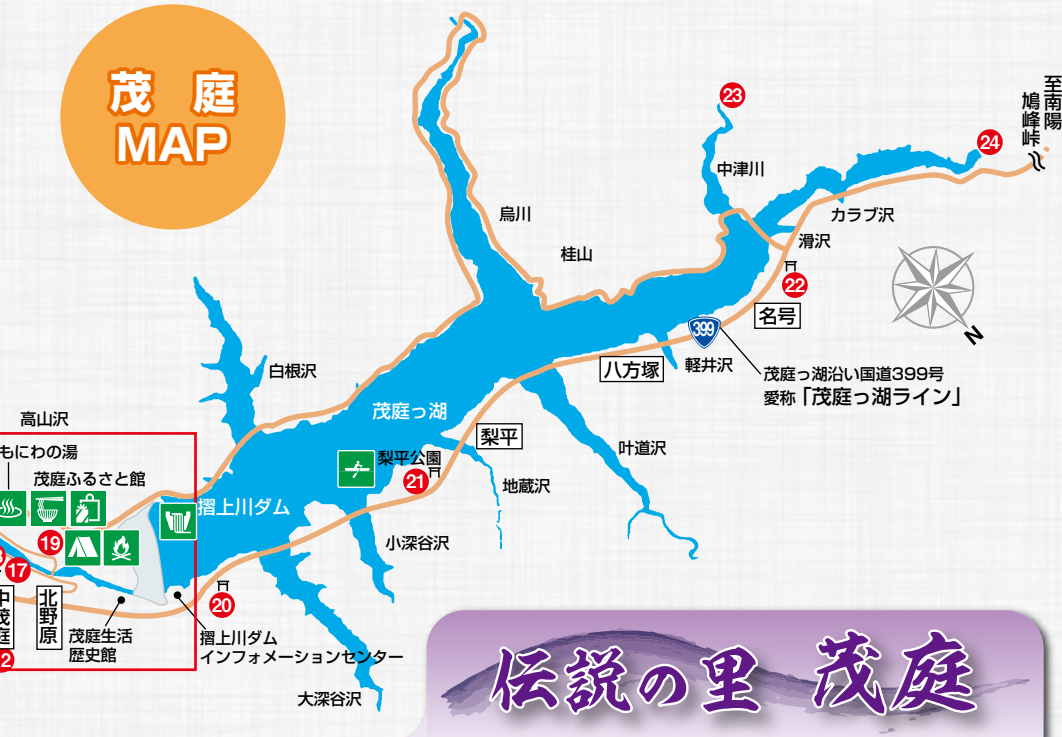 茂庭
MAP
至南陽
鳩峰峠
23
24
中津川
カラブ沢
烏川
滑沢
桂山
22
名号
N
399
八方塚
軽井沢
茂庭っ湖沿い国道399号
愛称「茂庭っ湖ライン」
白根沢
茂庭っ湖
高山沢
梨平
もにわの湯
梨平公園
叶道沢
茂庭ふるさと館
21
地蔵沢
摺上川ダム
19
小深谷沢
17
20
中茂庭
北野原
茂庭生活
歴史館
摺上川ダム
インフォメーションセンター
大深谷沢
伝説の里 茂庭